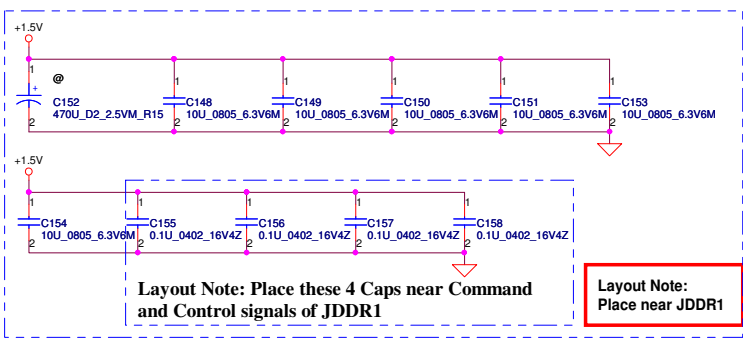 +1.5V
1
@
+
C152
470U_D2_2.5VM_R15
2
1
C148
10U_0805_6.3V6M
2
1
C149
10U_0805_6.3V6M
2
1
C150
10U_0805_6.3V6M
2
1
C151
10U_0805_6.3V6M
2
1
C153
10U_0805_6.3V6M
2
+1.5V
1
C154
10U_0805_6.3V6M
2
1
C155
0.1U_0402_16V4Z
2
1
C156
0.1U_0402_16V4Z
2
1
C157
0.1U_0402_16V4Z
2
1
C158
0.1U_0402_16V4Z
2
Layout Note: Place these 4 Caps near Command
and Control signals of JDDR1
Layout Note:
Place near JDDR1